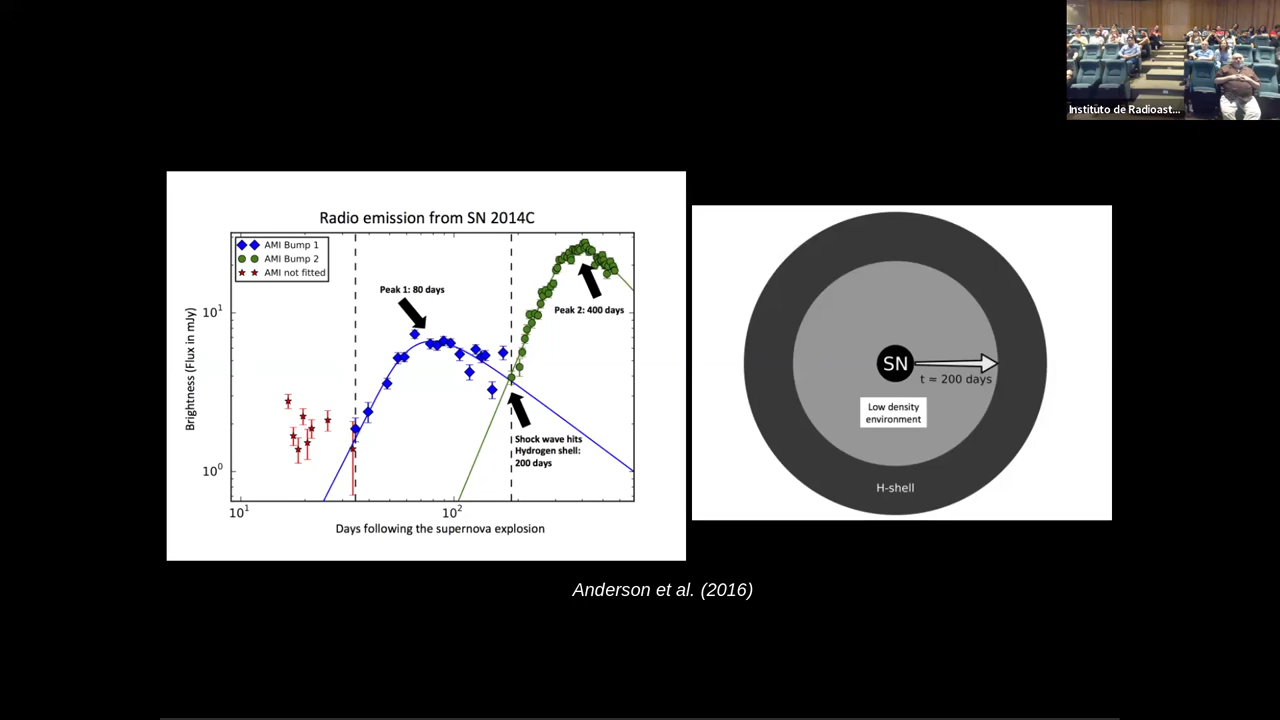 Instituto de Radioast...
Radio emission from SN 2014C
AMI Bump 1
AMI Bump 2
AMI not fitted
Peak 1: 80 days
Peak 2: 400 days
Shock wave hits
Hydrogen shell:
200 days
Brightness (Flux in mJy)
10¹
10⁰
10¹
10²
Days following the supernova explosion
SN
t = 200 days
Low density
environment
H-shell
Anderson et al. (2016)